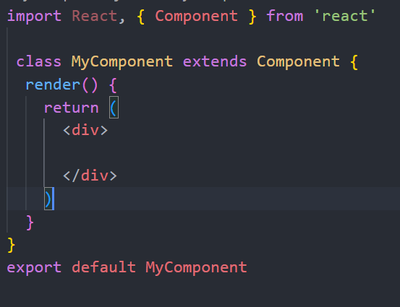 import React, { Component } from 'react'
class MyComponent extends Component {
render() {
return (
<div>
</div>
)
}
}
export default MyComponent